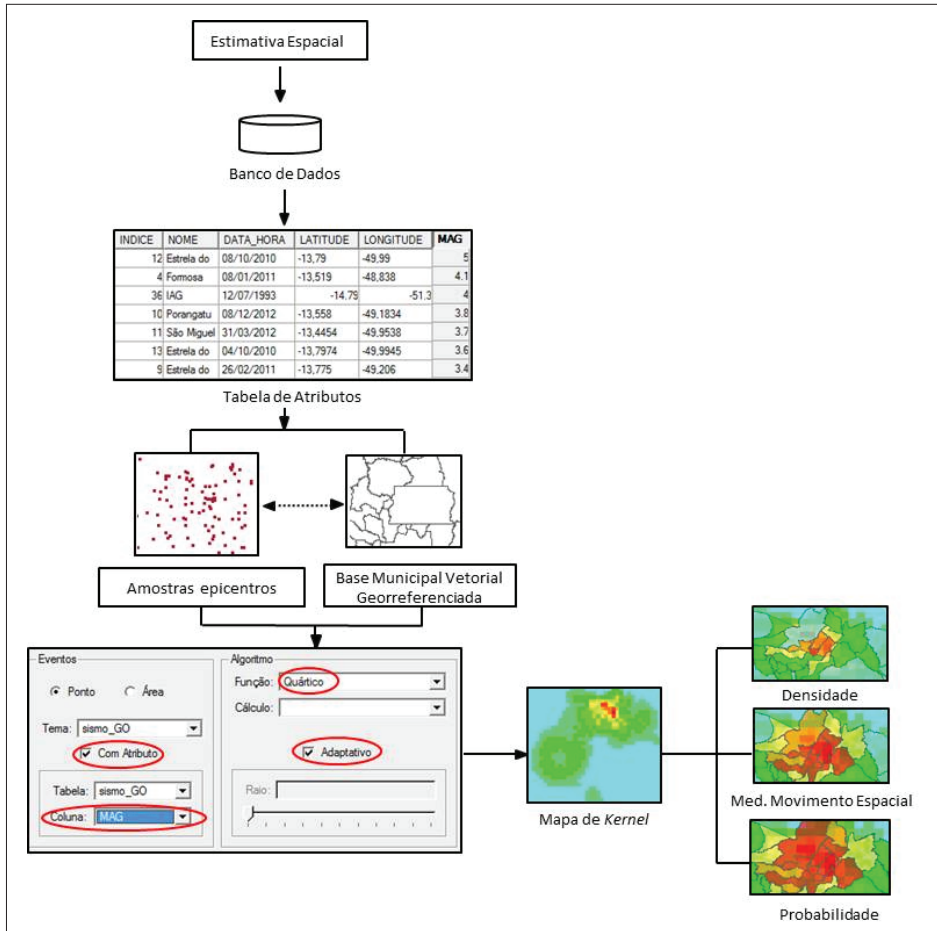 Estimativa Espacial
Banco de Dados
INDICE NOME DATA_HORA LATITUDE LONGITUDE MAG
12 Estrela do 08/10/2010 -13,79 -49,99 5
4 Formosa 08/01/2011 -13,519 -48,838 4.1
36 IAG 12/07/1993 -14.79 -51.3 4
10 Porangatu 08/12/2012 -13,558 -49,1834 3.8
11 São Miguel 31/03/2012 -13,4454 -49,9538 3.7
13 Estrela do 04/10/2010 -13,7974 -49,9945 3.6
9 Estrela do 26/02/2011 -13,775 -49,206 3.4
Tabela de Atributos
Amostras epicentros
Base Municipal Vetorial
Georreferenciada
Eventos
Ponto Área
Tema: sismo_GO
Com Atributo
Tabela: sismo_GO
Coluna: MAG
Algoritmo
Função: Quártico
Cálculo:
Adaptativo
Raio:
Mapa de Kernel
Densidade
Med. Movimento Espacial
Probabilidade